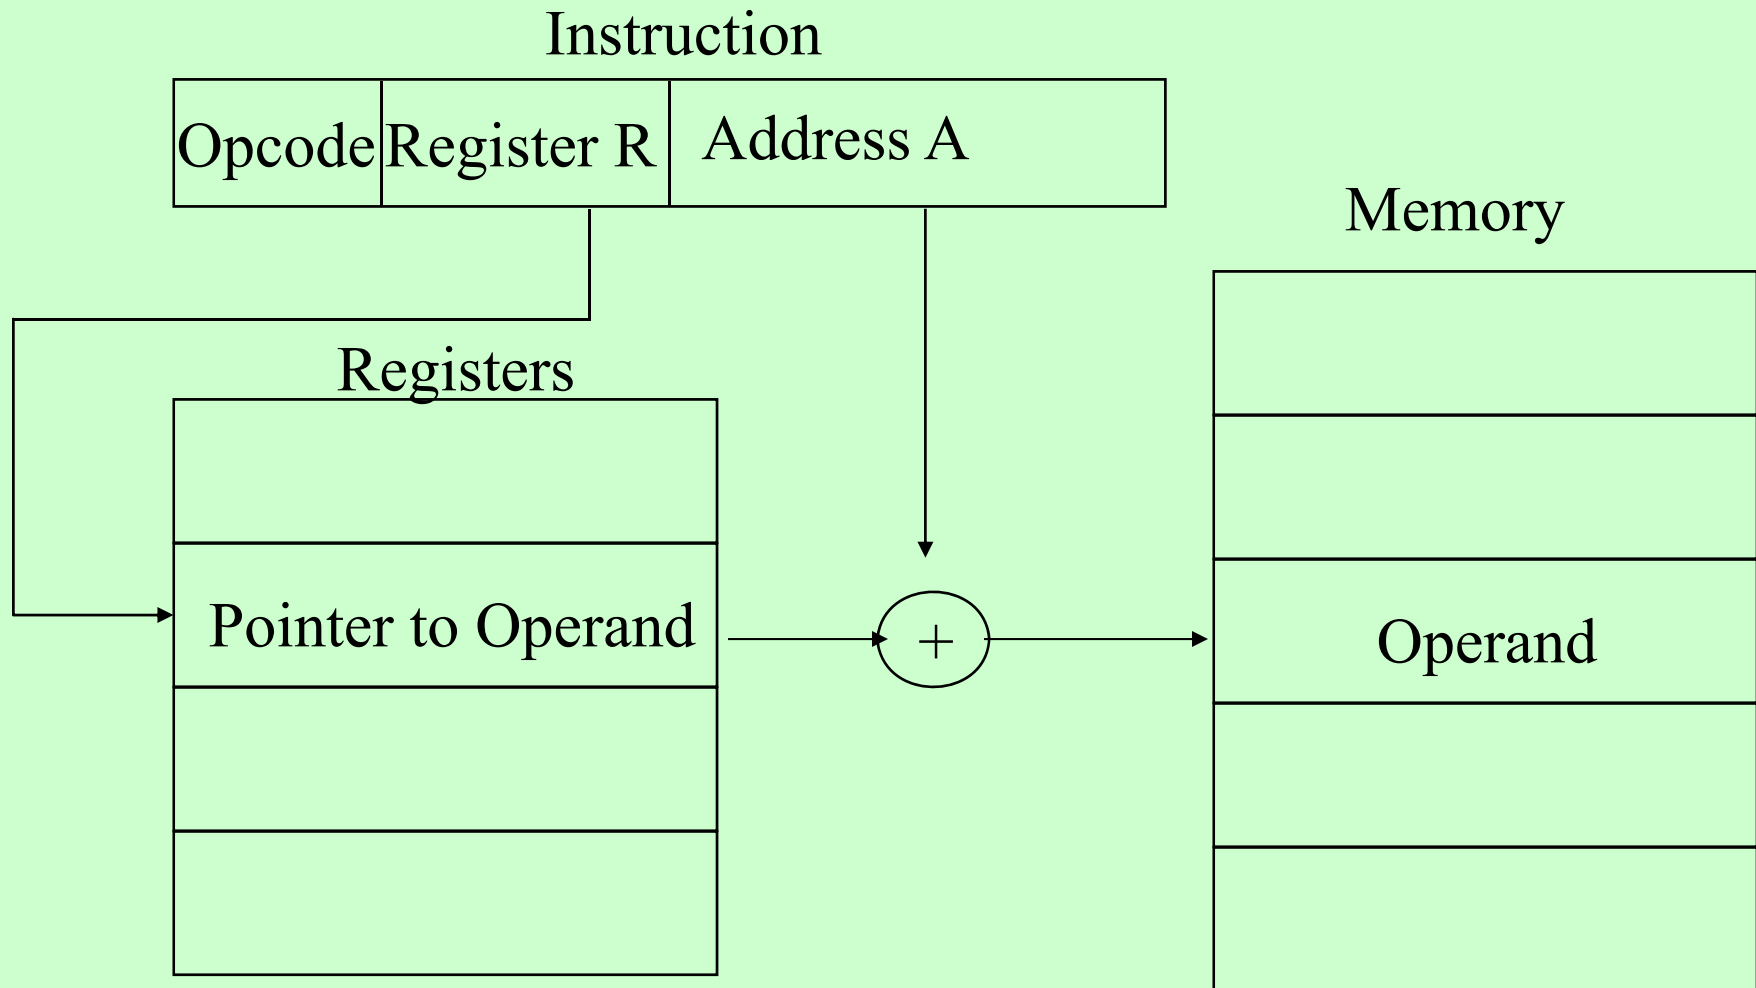 Instruction
Opcode Register R Address A
Memory
Registers
Pointer to Operand + Operand